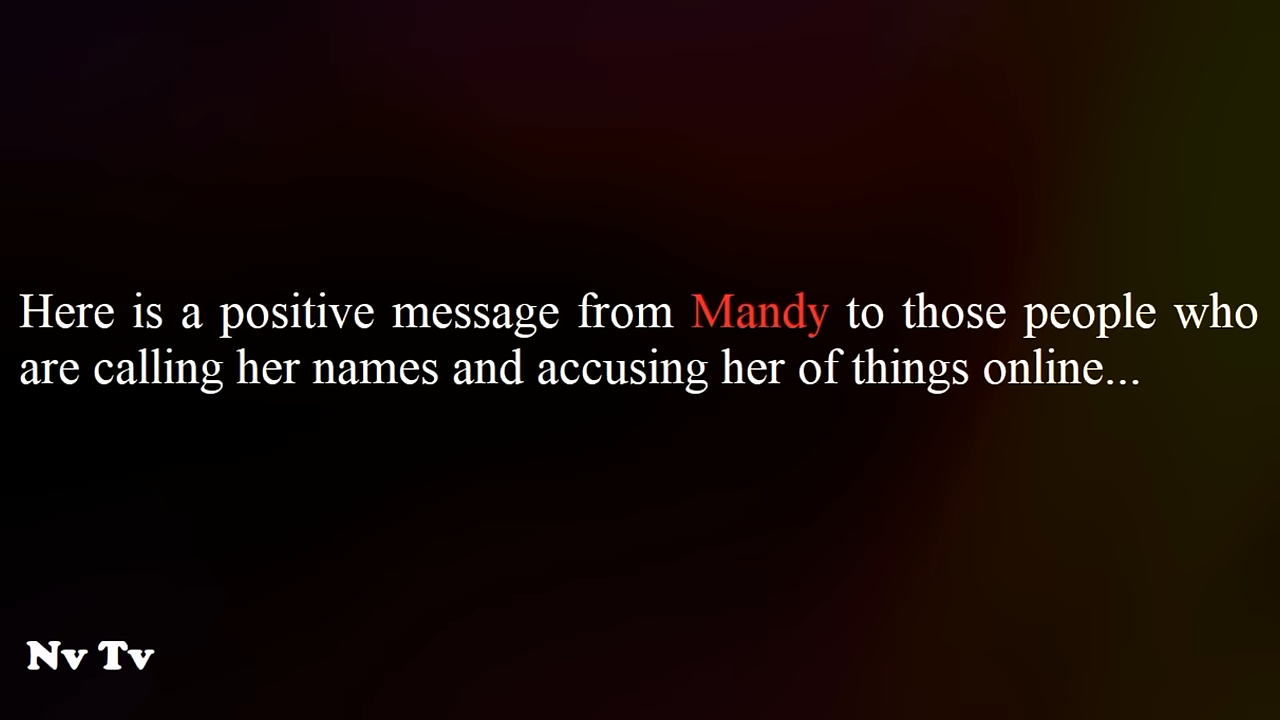 Here is a positive message from Mandy to those people who
are calling her names and accusing her of things online...
Nv Tv